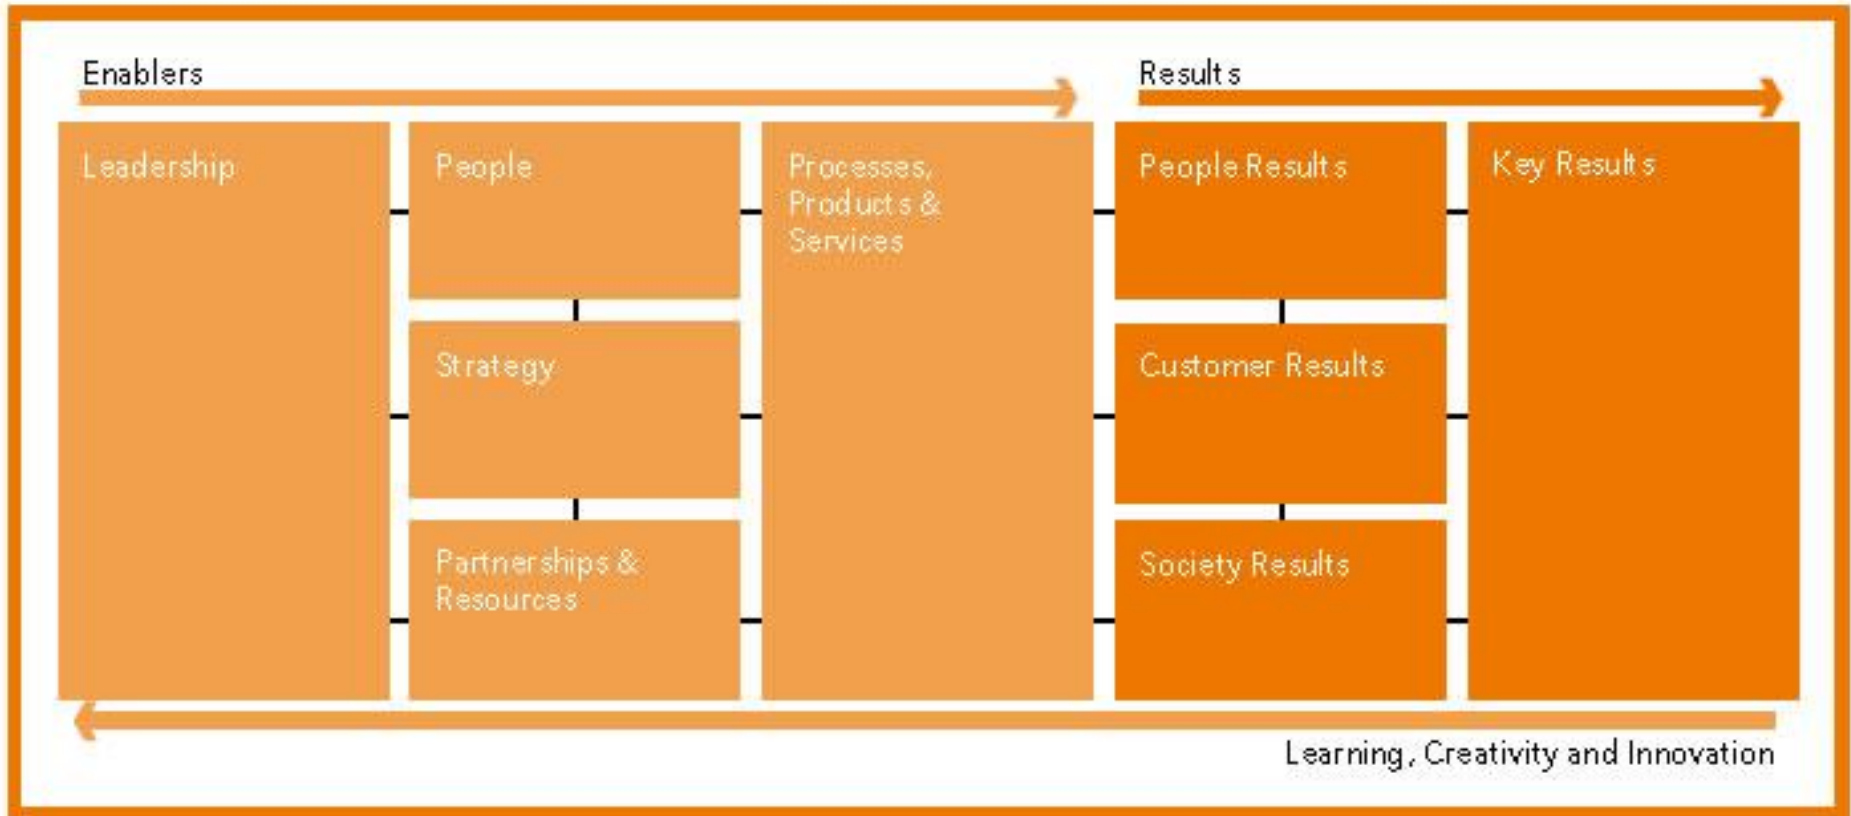 Enablers
Results
Leadership
People
Processes,
Products &
Services
People Results
Key Results
Strategy
Customer Results
Partnerships &
Resources
Society Results
Learning, Creativity and Innovation